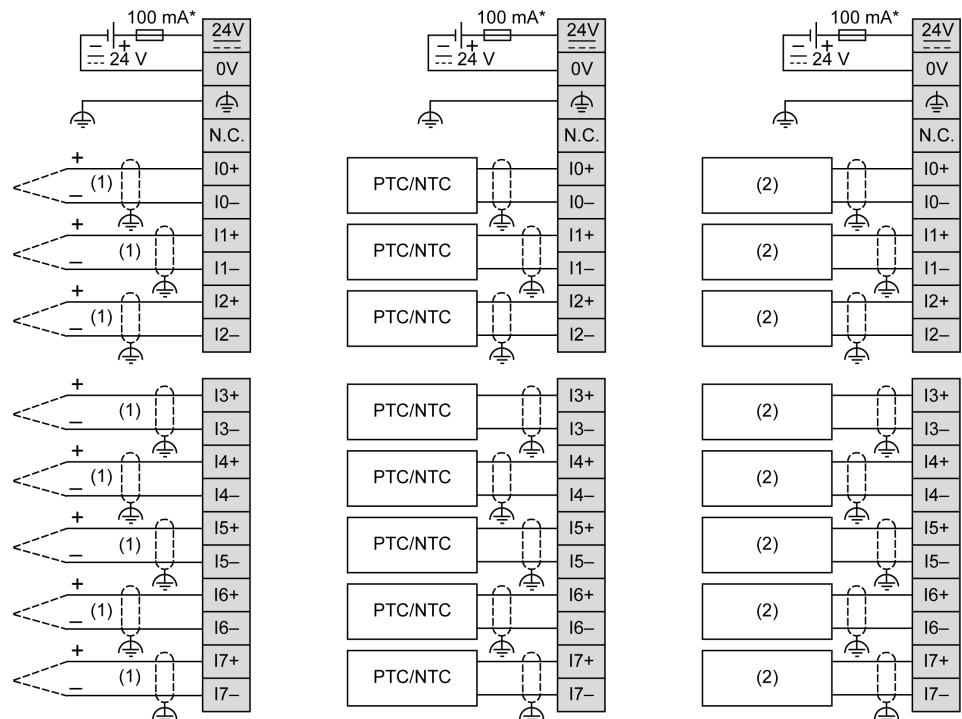 100 mA* 24V
− + 24 V
0V
N.C.
+ (1) I0+
− I0−
+ (1) I1+
− I1−
+ (1) I2+
− I2−
+ (1) I3+
− I3−
+ (1) I4+
− I4−
+ (1) I5+
− I5−
+ (1) I6+
− I6−
+ (1) I7+
− I7−
100 mA* 24V
− + 24 V
0V
N.C.
PTC/NTC I0+
I0−
PTC/NTC I1+
I1−
PTC/NTC I2+
I2−
PTC/NTC I3+
I3−
PTC/NTC I4+
I4−
PTC/NTC I5+
I5−
PTC/NTC I6+
I6−
PTC/NTC I7+
I7−
100 mA* 24V
− + 24 V
0V
N.C.
(2) I0+
I0−
(2) I1+
I1−
(2) I2+
I2−
(2) I3+
I3−
(2) I4+
I4−
(2) I5+
I5−
(2) I6+
I6−
(2) I7+
I7−